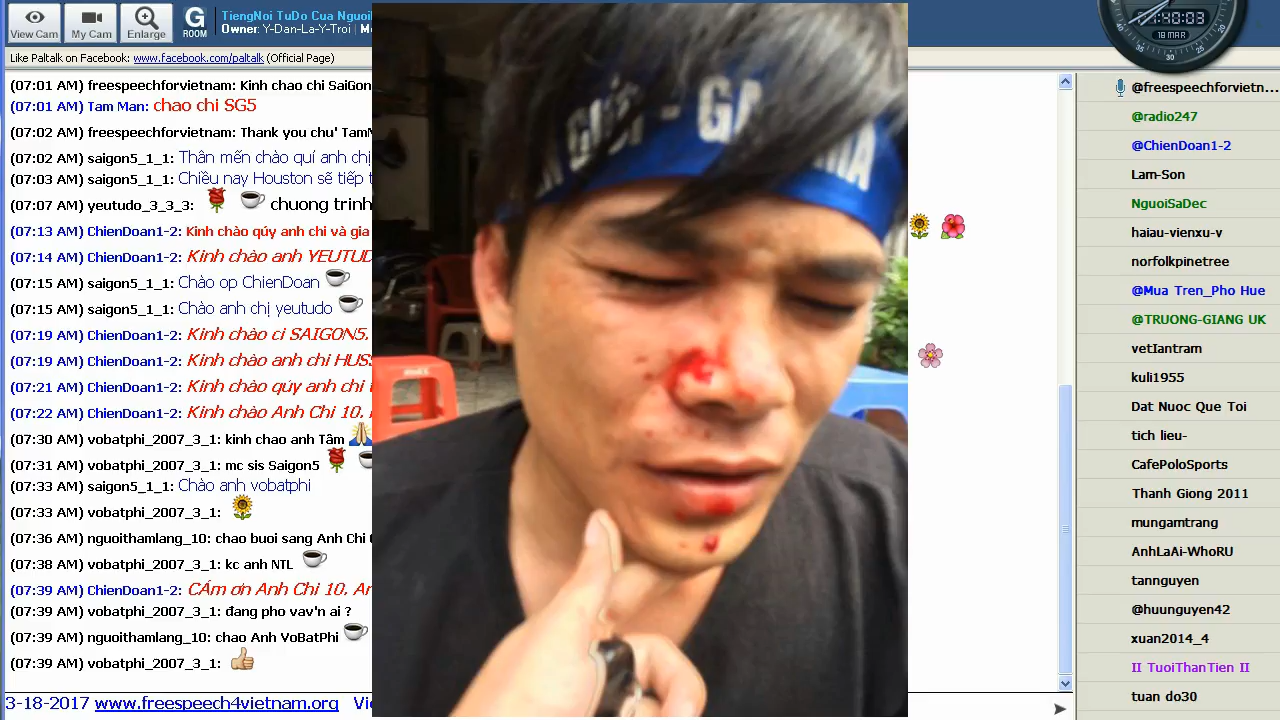 View Cam
My Cam
Enlarge
G
ROOM
TiengNoi TuDo Cua Nguoi
Owner: Y-Dan-La-Y-Troi | M
Like Paltalk on Facebook: www.facebook.com/paltalk (Official Page)
(07:01 AM) freespeechforvietnam: Kinh chao chi SaiGon
(07:01 AM) Tam Man: chao chi SG5
(07:02 AM) freespeechforvietnam: Thank you chu' TamM
(07:02 AM) saigon5_1_1: Thân mến chào quí anh chị
(07:03 AM) saigon5_1_1: Chiều nay Houston sẽ tiếp t
(07:07 AM) yeutudo_3_3_3: chuong trinh
(07:13 AM) ChienDoan1-2: Kinh chào qúy anh chi và gia
(07:14 AM) ChienDoan1-2: Kinh chào anh YEUTUD
(07:15 AM) saigon5_1_1: Chào op ChienDoan
(07:15 AM) saigon5_1_1: Chào anh chị yeutudo
(07:19 AM) ChienDoan1-2: Kinh chào ci SAIGON5,
(07:19 AM) ChienDoan1-2: Kinh chào anh chi HUSS
(07:21 AM) ChienDoan1-2: Kinh chào qúy anh chi t
(07:22 AM) ChienDoan1-2: Kinh chào Anh Chi 10,
(07:30 AM) vobatphi_2007_3_1: kinh chao anh Tâm
(07:31 AM) vobatphi_2007_3_1: mc sis Saigon5
(07:33 AM) saigon5_1_1: Chào anh vobatphi
(07:33 AM) vobatphi_2007_3_1:
(07:36 AM) nguoithamlang_10: chao buoi sang Anh Chi
(07:38 AM) vobatphi_2007_3_1: kc anh NTL
(07:39 AM) ChienDoan1-2: CÁm ơn Anh Chi 10, Ar
(07:39 AM) vobatphi_2007_3_1: đang pho vav'n ai ?
(07:39 AM) nguoithamlang_10: chao Anh VoBatPhi
(07:39 AM) vobatphi_2007_3_1:
3-18-2017 www.freespeech4vietnam.org Vi
- GA
:40:03
18 MAR
@freespeechforvietn...
@radio247
@ChienDoan1-2
Lam-Son
NguoiSaDec
haiau-vienxu-v
norfolkpinetree
@Mua Tren_Pho Hue
@TRUONG-GIANG UK
vetIantram
kuli1955
Dat Nuoc Que Toi
tich lieu-
CafePoloSports
Thanh Giong 2011
mungamtrang
AnhLaAi-WhoRU
tannguyen
@huunguyen42
xuan2014_4
II TuoiThanTien II
tuan do30